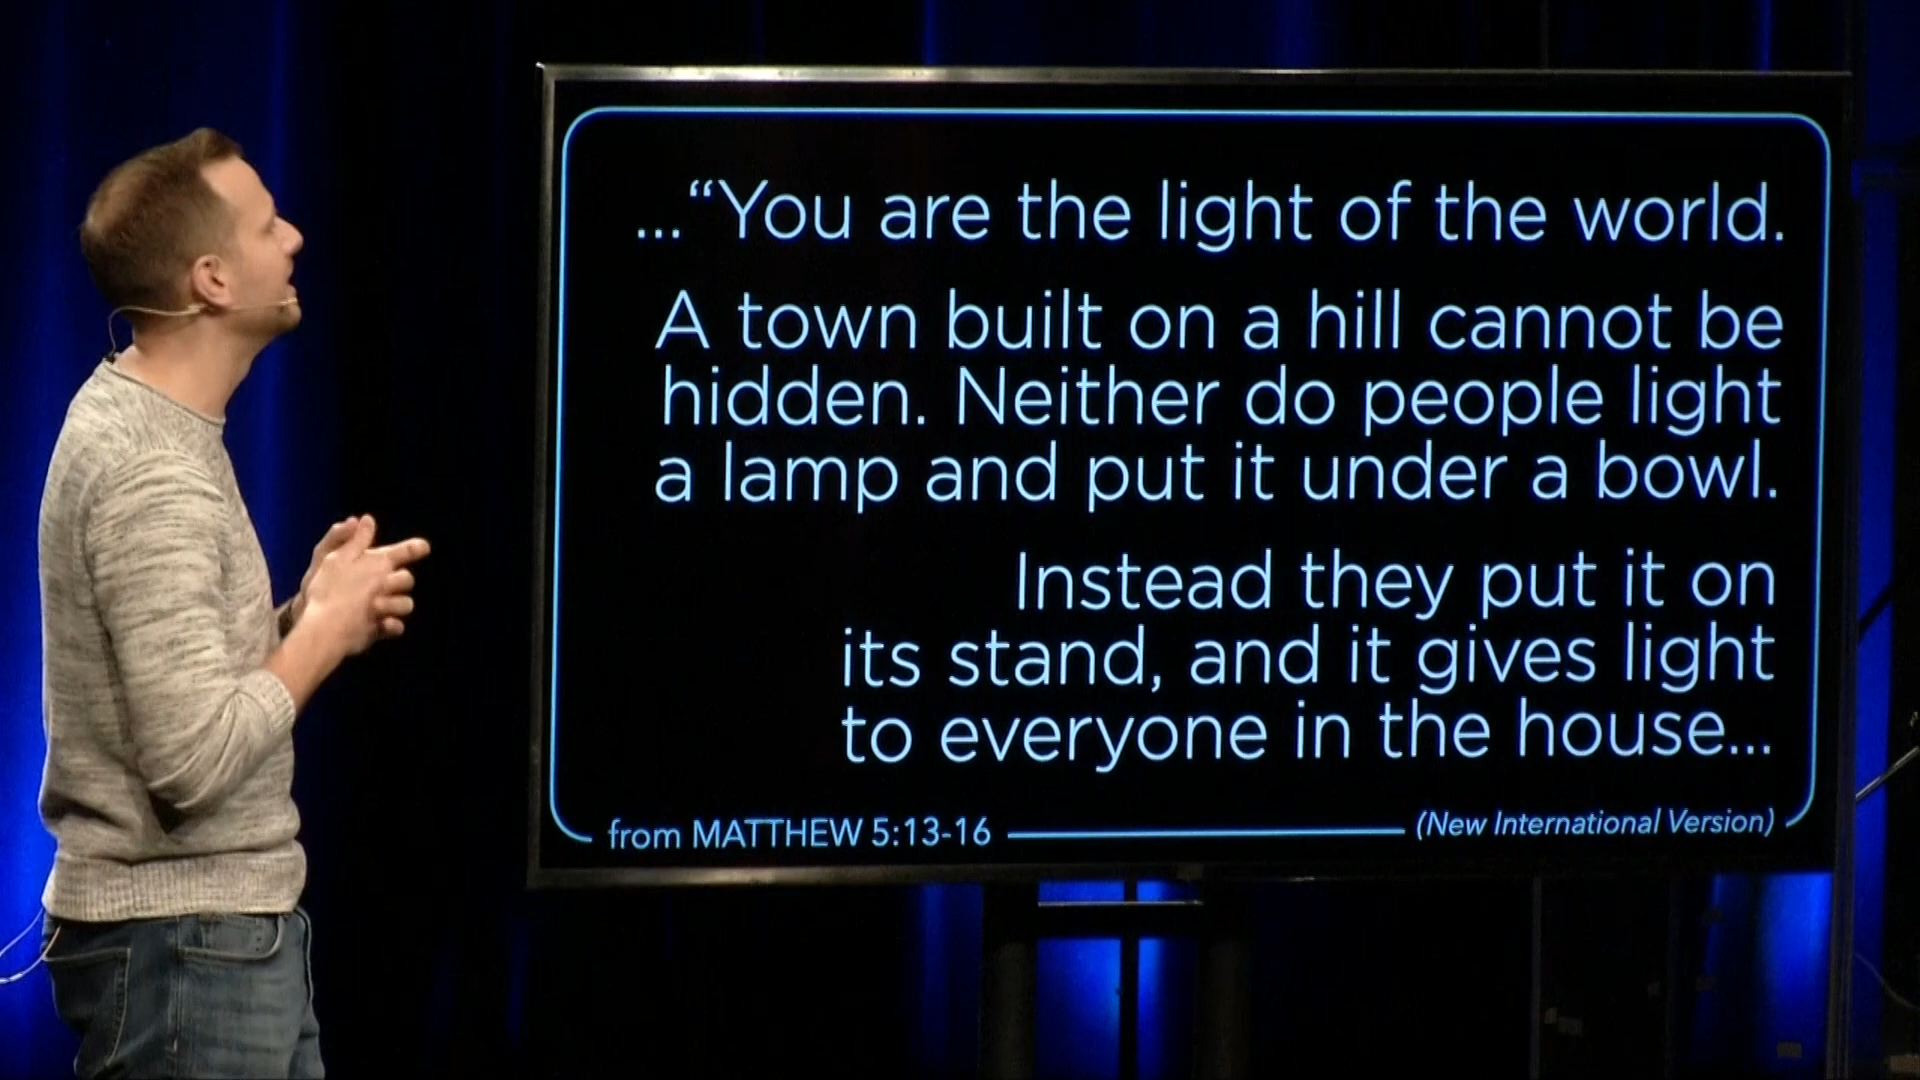 ..."You are the light of the world.
A town built on a hill cannot be
hidden. Neither do people light
a lamp and put it under a bowl.
Instead they put it on
its stand, and it gives light
to everyone in the house...
from MATTHEW 5:13-16
(New International Version)